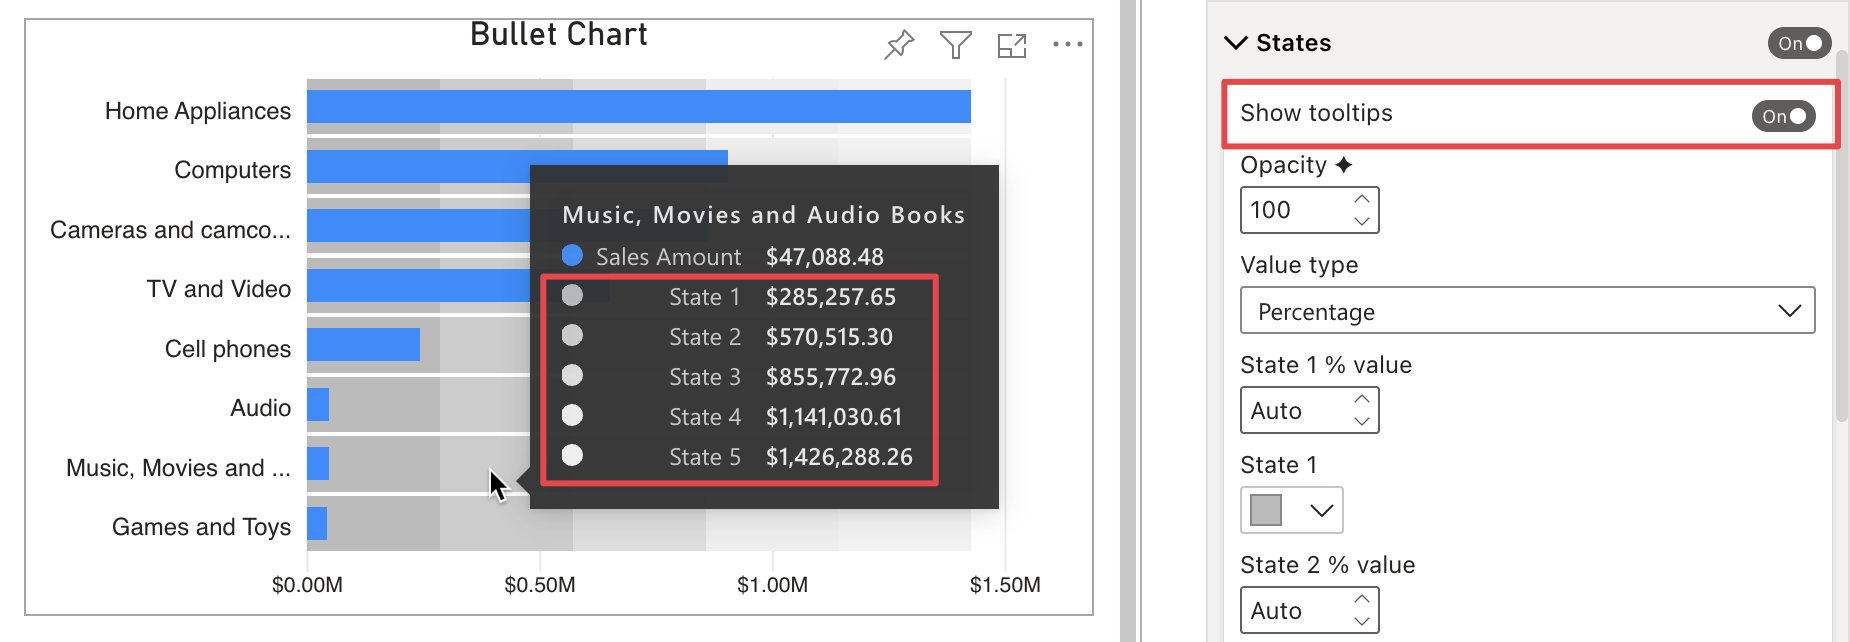 Bullet Chart
Home Appliances
Computers
Cameras and camco...
TV and Video
Cell phones
Audio
Music, Movies and ...
Games and Toys
$0.00M $0.50M $1.00M $1.50M
Music, Movies and Audio Books
Sales Amount $47,088.48
State 1 $285,257.65
State 2 $570,515.30
State 3 $855,772.96
State 4 $1,141,030.61
State 5 $1,426,288.26
States On
Show tooltips On
Opacity
100
Value type
Percentage
State 1 % value
Auto
State 1
State 2 % value
Auto